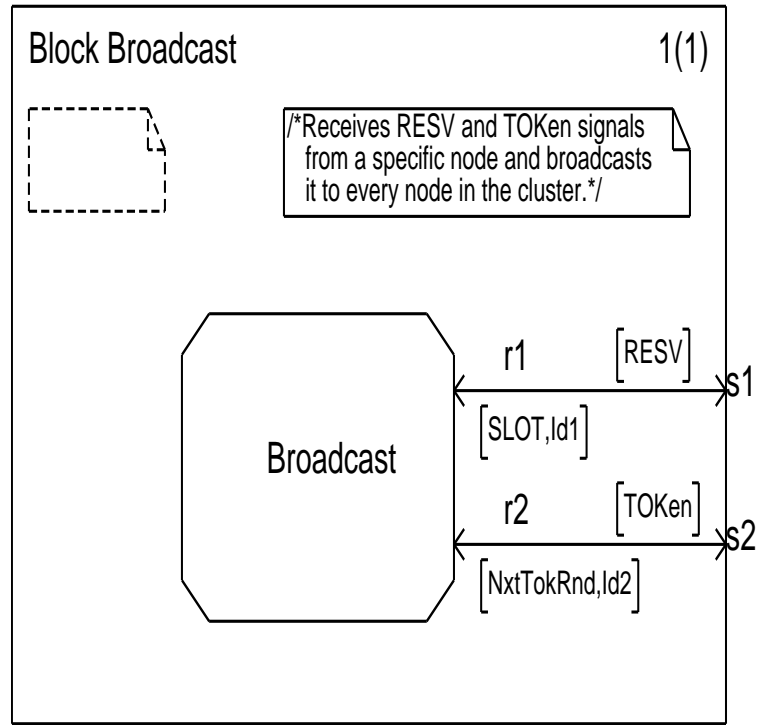 Block Broadcast 1(1)
/*Receives RESV and TOKen signals
from a specific node and broadcasts
it to every node in the cluster.*/
r1 [RESV]
s1
[SLOT,Id1]
Broadcast
r2 [TOKen]
s2
[NxtTokRnd,Id2]